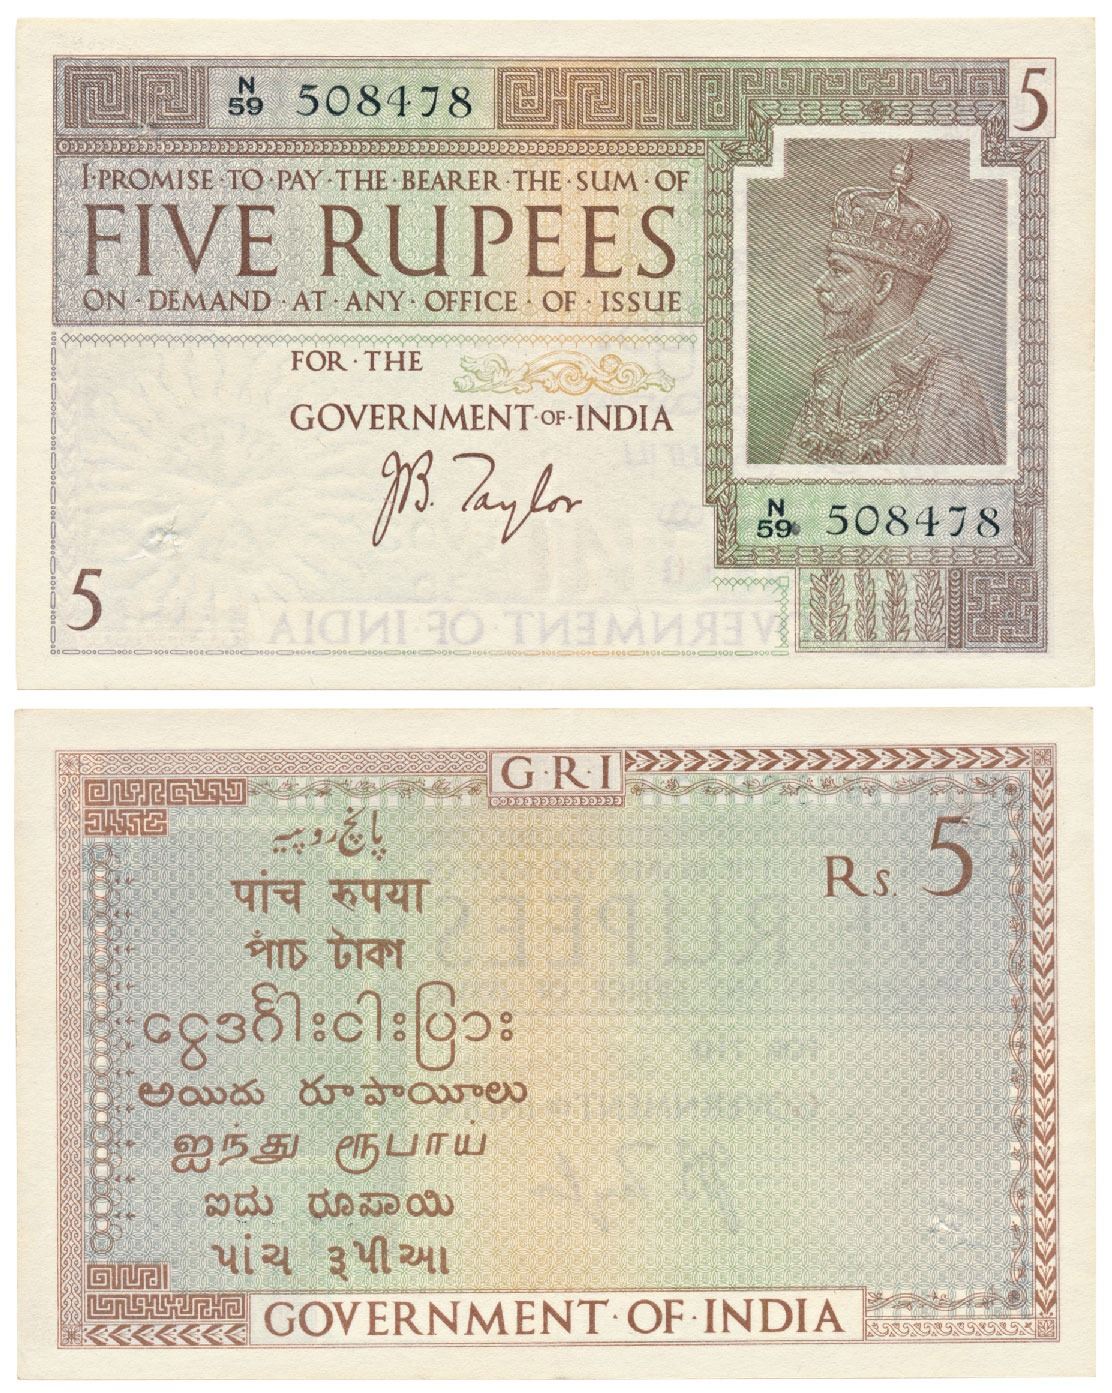 N
59 508478
5
I·PROMISE·TO·PAY·THE·BEARER·THE·SUM·OF
FIVE RUPEES
ON·DEMAND·AT·ANY·OFFICE·OF·ISSUE
FOR·THE
GOVERNMENT·OF·INDIA
JB. Taylor
N
59 508478
5
G·R·I
پانچ روپیہ
Rs. 5
पांच रुपया
পাঁচ টাকা
ငွေဒင်္ဂါးငါးပြား
అయిదు రూపాయీలు
ஐந்து ரூபாய்
ಐದು ರೂಪಾಯಿ
પાંચ રૂપીઆ
GOVERNMENT·OF·INDIA